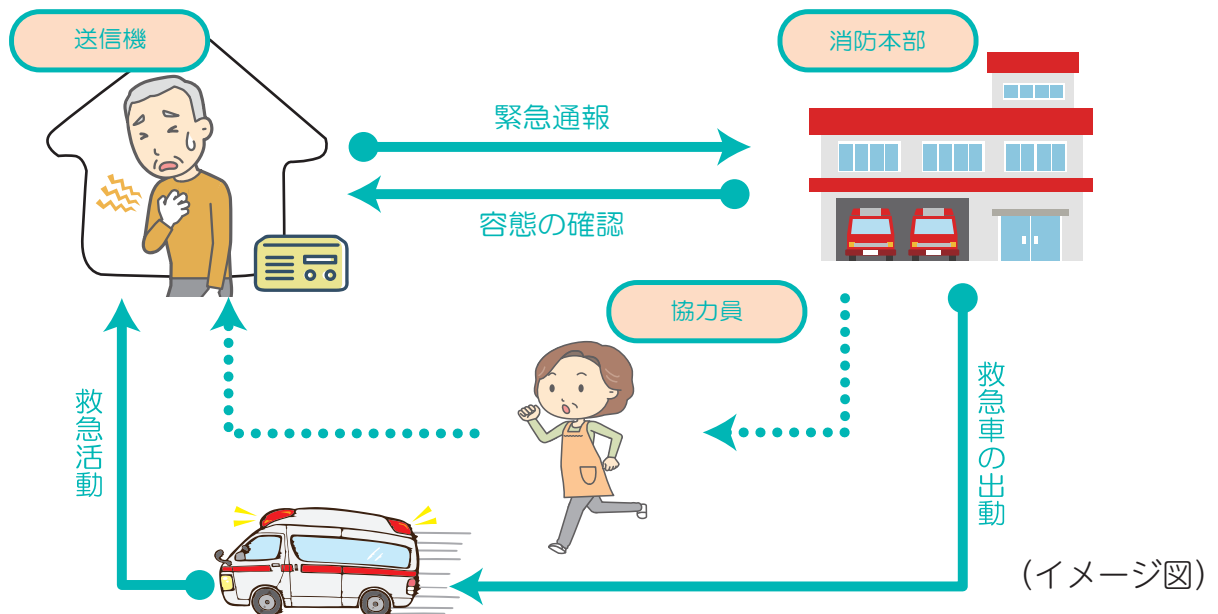 送信機
消防本部
緊急通報
容態の確認
協力員
救急活動
救急車の出動
（イメージ図）